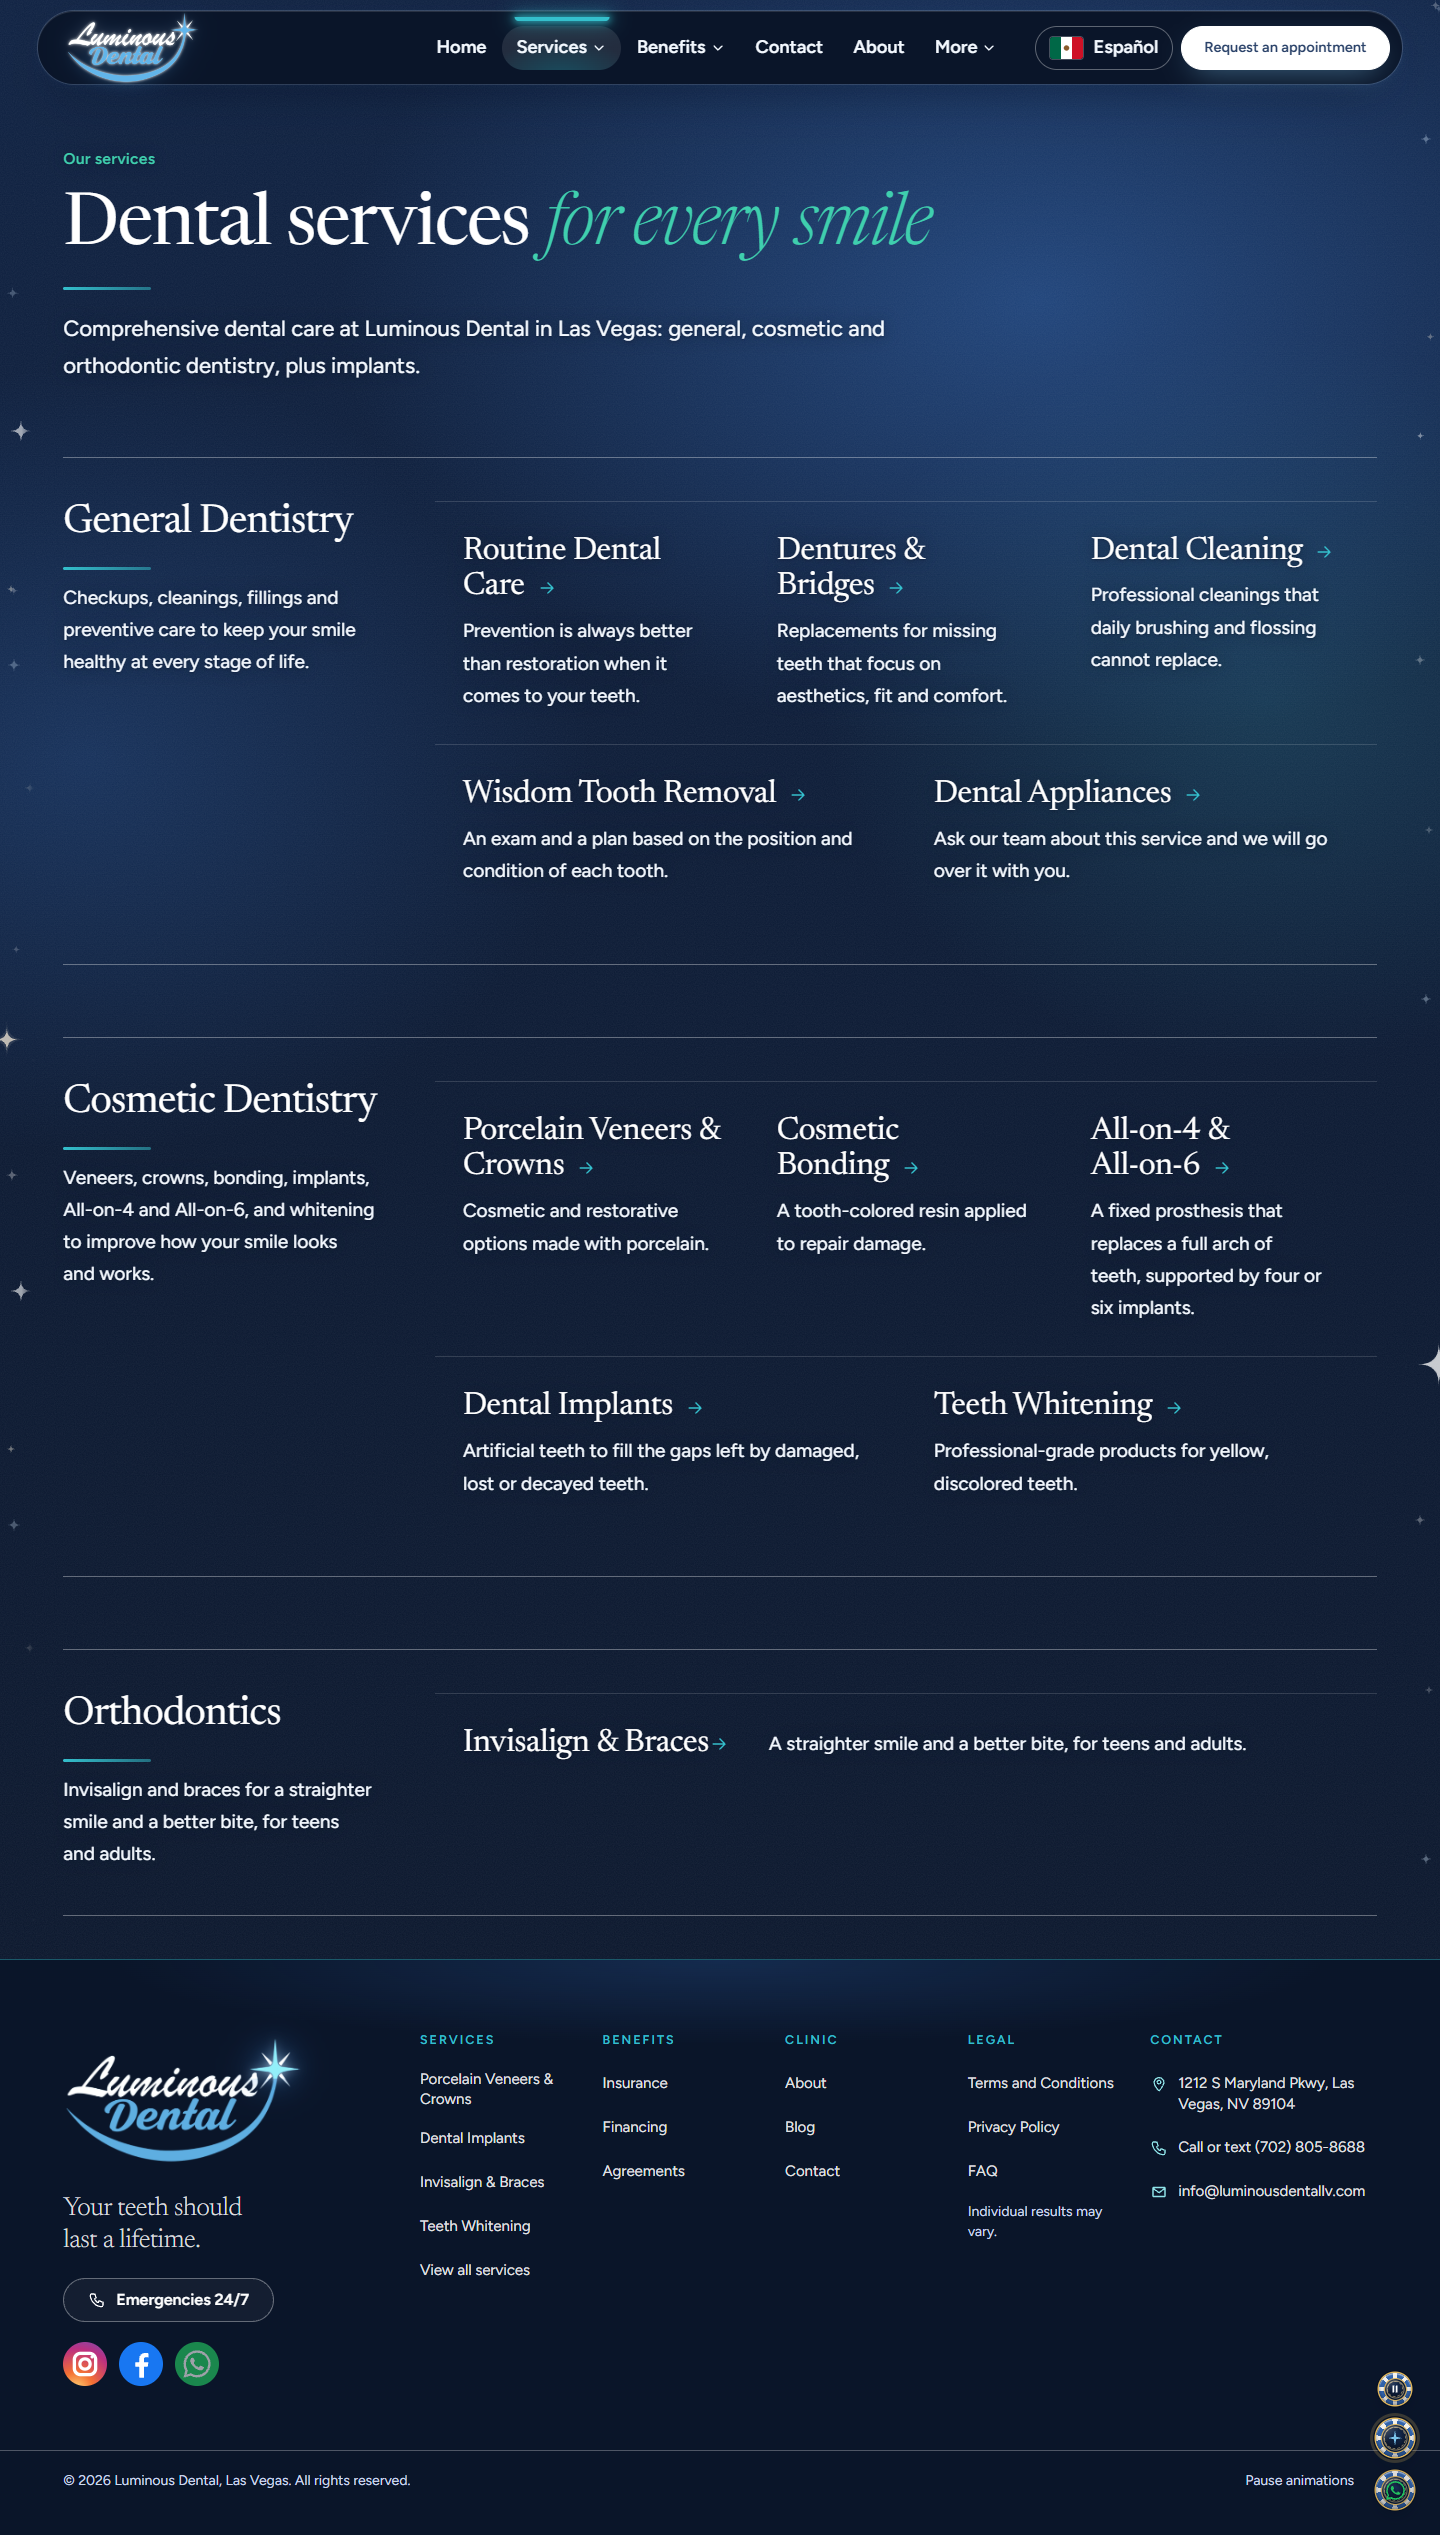 Luminous
Dental
Home
Services
Benefits
Contact
About
More
Español
Request an appointment
Our services
Dental services for every smile
Comprehensive dental care at Luminous Dental in Las Vegas: general, cosmetic and
orthodontic dentistry, plus implants.
General Dentistry
Checkups, cleanings, fillings and
preventive care to keep your smile
healthy at every stage of life.
Routine Dental
Care →
Prevention is always better
than restoration when it
comes to your teeth.
Dentures &
Bridges →
Replacements for missing
teeth that focus on
aesthetics, fit and comfort.
Dental Cleaning →
Professional cleanings that
daily brushing and flossing
cannot replace.
Wisdom Tooth Removal →
An exam and a plan based on the position and
condition of each tooth.
Dental Appliances →
Ask our team about this service and we will go
over it with you.
Cosmetic Dentistry
Veneers, crowns, bonding, implants,
All-on-4 and All-on-6, and whitening
to improve how your smile looks
and works.
Porcelain Veneers &
Crowns →
Cosmetic and restorative
options made with porcelain.
Cosmetic
Bonding →
A tooth-colored resin applied
to repair damage.
All-on-4 &
All-on-6 →
A fixed prosthesis that
replaces a full arch of
teeth, supported by four or
six implants.
Dental Implants →
Artificial teeth to fill the gaps left by damaged,
lost or decayed teeth.
Teeth Whitening →
Professional-grade products for yellow,
discolored teeth.
Orthodontics
Invisalign and braces for a straighter
smile and a better bite, for teens
and adults.
Invisalign & Braces →
A straighter smile and a better bite, for teens and adults.
Luminous
Dental
Your teeth should
last a lifetime.
Emergencies 24/7
SERVICES
Porcelain Veneers &
Crowns
Dental Implants
Invisalign & Braces
Teeth Whitening
View all services
BENEFITS
Insurance
Financing
Agreements
CLINIC
About
Blog
Contact
LEGAL
Terms and Conditions
Privacy Policy
FAQ
Individual results may
vary.
CONTACT
1212 S Maryland Pkwy, Las
Vegas, NV 89104
Call or text (702) 805-8688
info@luminousdentallv.com
© 2026 Luminous Dental, Las Vegas. All rights reserved.
Pause animations